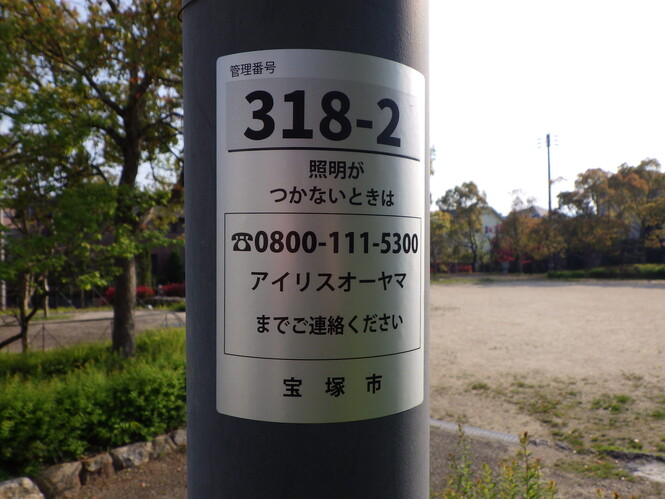 管理番号
318-2
照明が
つかないときは
☎0800-111-5300
アイリスオーヤマ
までご連絡ください
宝塚市